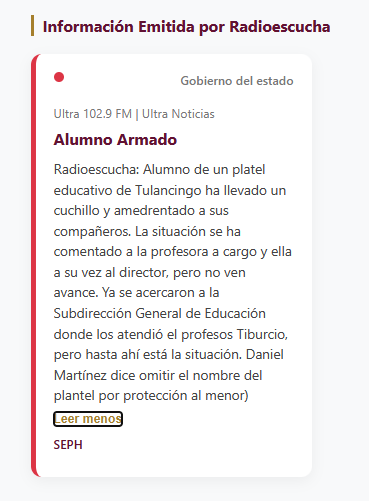 Información Emitida por Radioescucha
Gobierno del estado
Ultra 102.9 FM | Ultra Noticias
Alumno Armado
Radioescucha: Alumno de un platel
educativo de Tulancingo ha llevado un
cuchillo y amedrentado a sus
compañeros. La situación se ha
comentado a la profesora a cargo y ella
a su vez al director, pero no ven
avance. Ya se acercaron a la
Subdirección General de Educación
donde los atendió el profesos Tiburcio,
pero hasta ahí está la situación. Daniel
Martínez dice omitir el nombre del
plantel por protección al menor)
Leer menos
SEPH